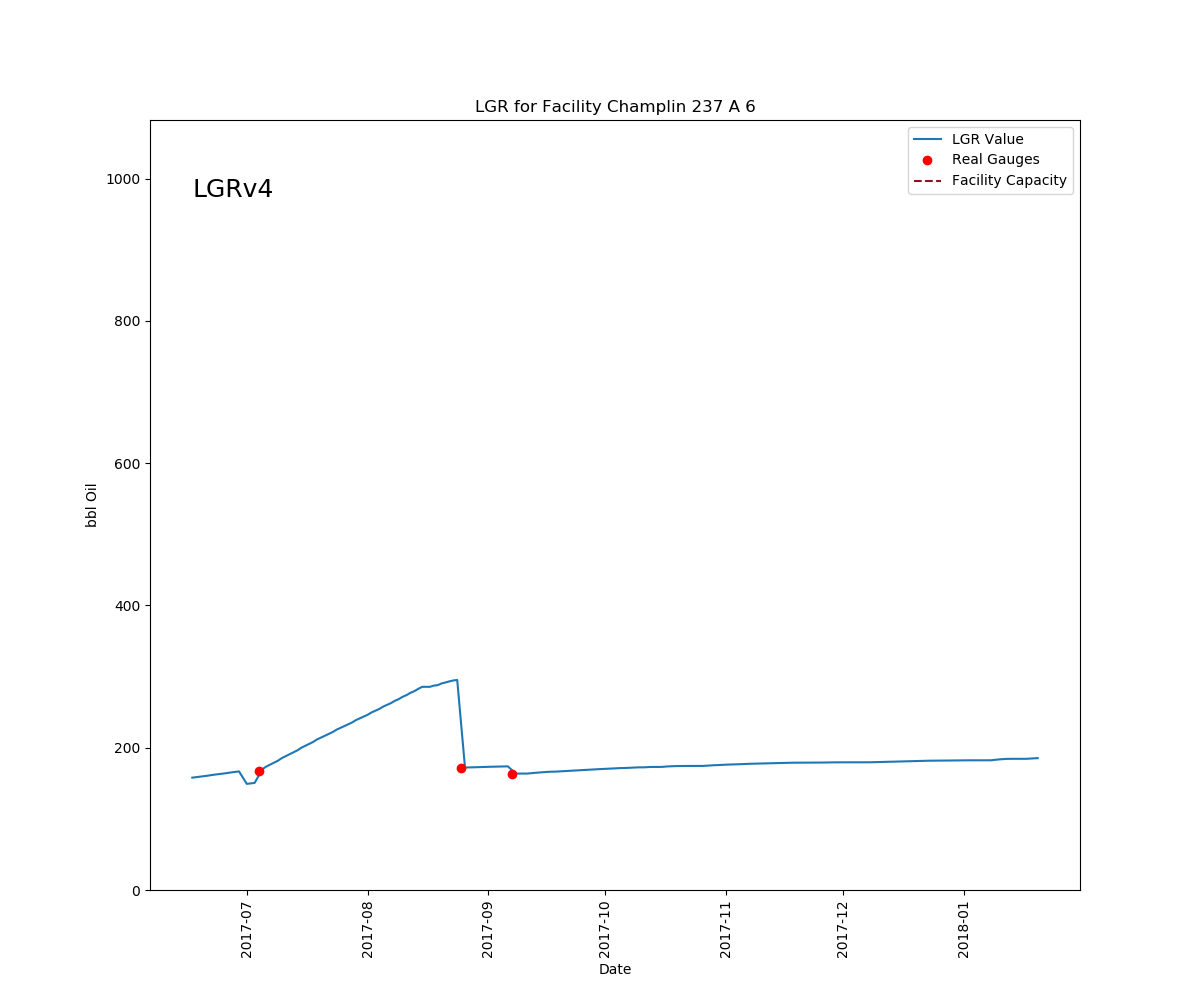 LGR for Facility Champlin 237 A 6
LGRv4
LGR Value
Real Gauges
Facility Capacity
bbl Oil
1000
800
600
400
200
0
2017-07
2017-08
2017-09
2017-10
2017-11
2017-12
2018-01
Date